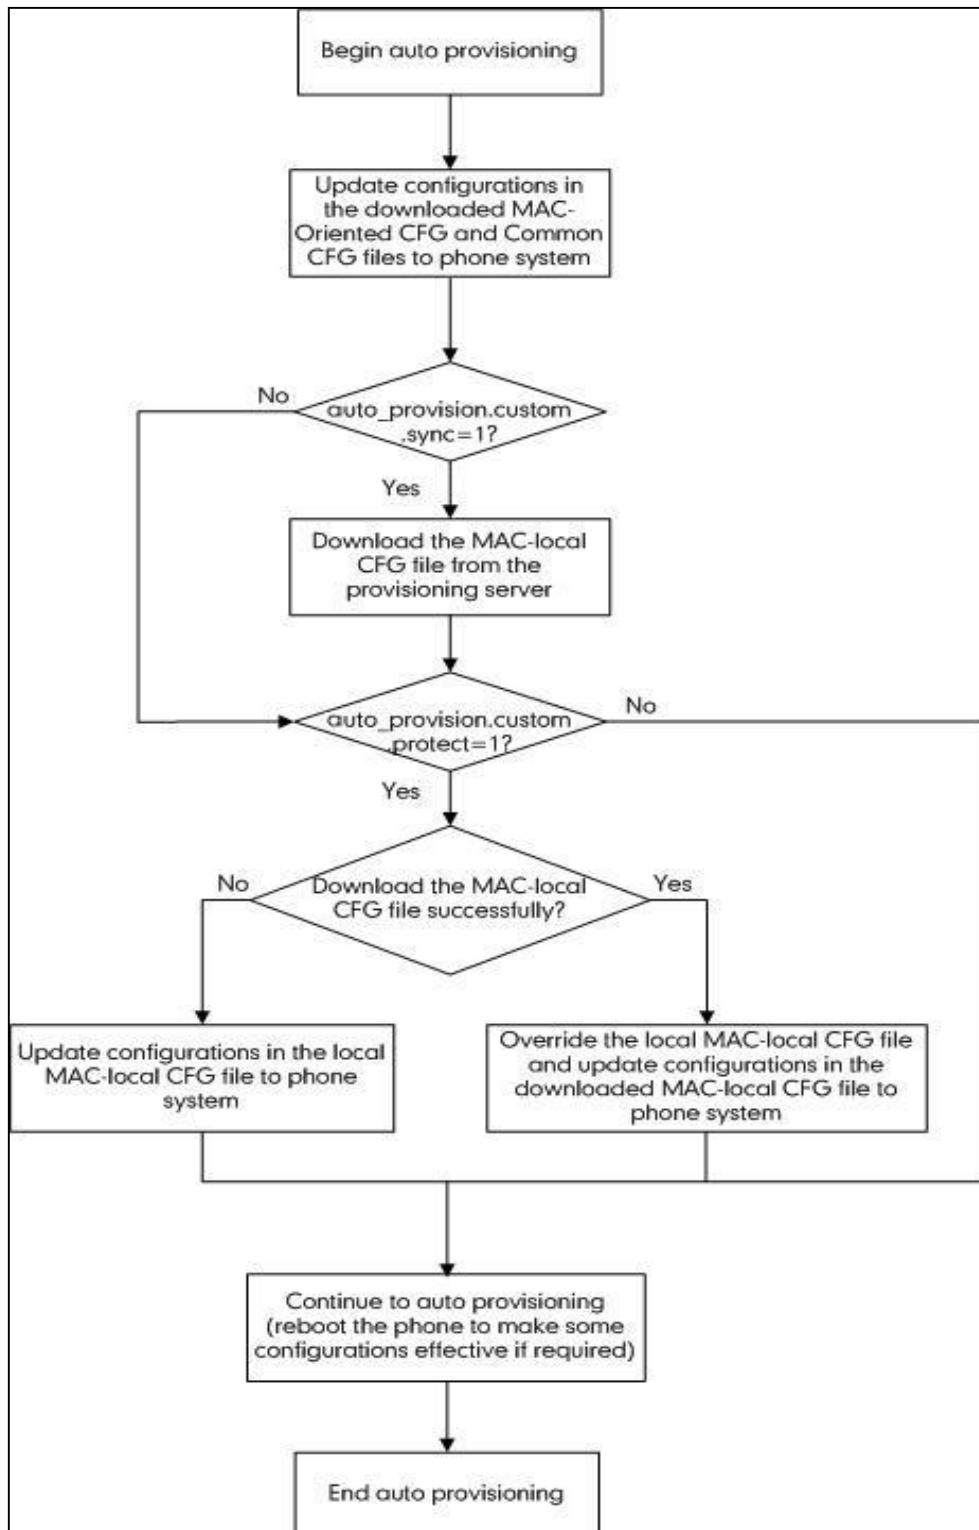 Begin auto provisioning
Update configurations in
the downloaded MAC-
Oriented CFG and Common
CFG files to phone system
No
auto_provision.custom
.sync=1?
Yes
Download the MAC-local
CFG file from the
provisioning server
auto_provision.custom
.protect=1?
No
Yes
No
Download the MAC-local
CFG file successfully?
Yes
Update configurations in the local
MAC-local CFG file to phone
system
Override the local MAC-local CFG file
and update configurations in the
downloaded MAC-local CFG file to
phone system
Continue to auto provisioning
(reboot the phone to make some
configurations effective if required)
End auto provisioning